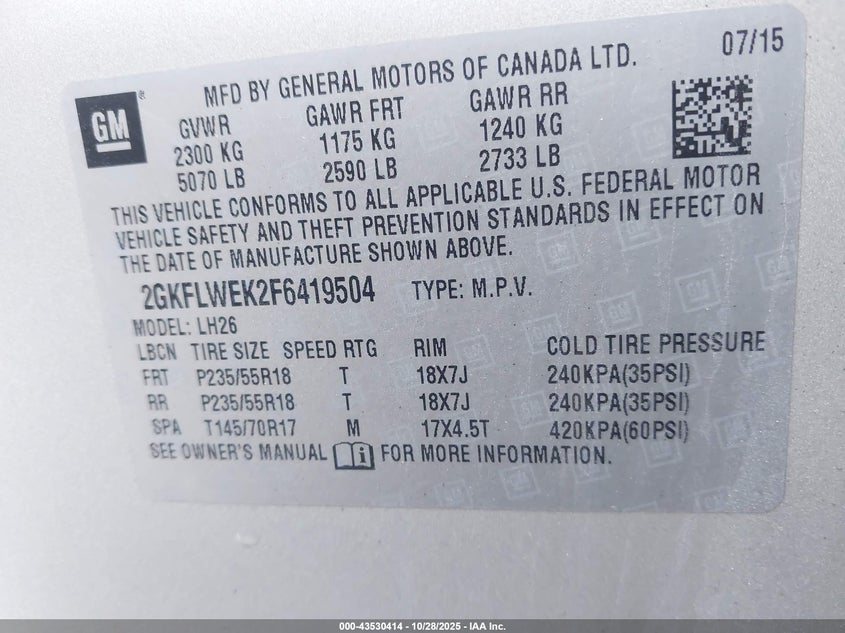 07/15
MFD BY GENERAL MOTORS OF CANADA LTD.
GM
GVWR GAWR FRT GAWR RR
2300 KG 1175 KG 1240 KG
5070 LB 2590 LB 2733 LB
THIS VEHICLE CONFORMS TO ALL APPLICABLE U.S. FEDERAL MOTOR
VEHICLE SAFETY AND THEFT PREVENTION STANDARDS IN EFFECT ON
THE DATE OF MANUFACTURE SHOWN ABOVE.
2GKFLWEK2F6419504 TYPE: M.P.V.
MODEL: LH26
LBCN TIRE SIZE SPEED RTG RIM COLD TIRE PRESSURE
FRT P235/55R18 T 18X7J 240KPA(35PSI)
RR P235/55R18 T 18X7J 240KPA(35PSI)
SPA T145/70R17 M 17X4.5T 420KPA(60PSI)
SEE OWNER'S MANUAL FOR MORE INFORMATION.
000-43530414 - 10/28/2025 - IAA Inc.